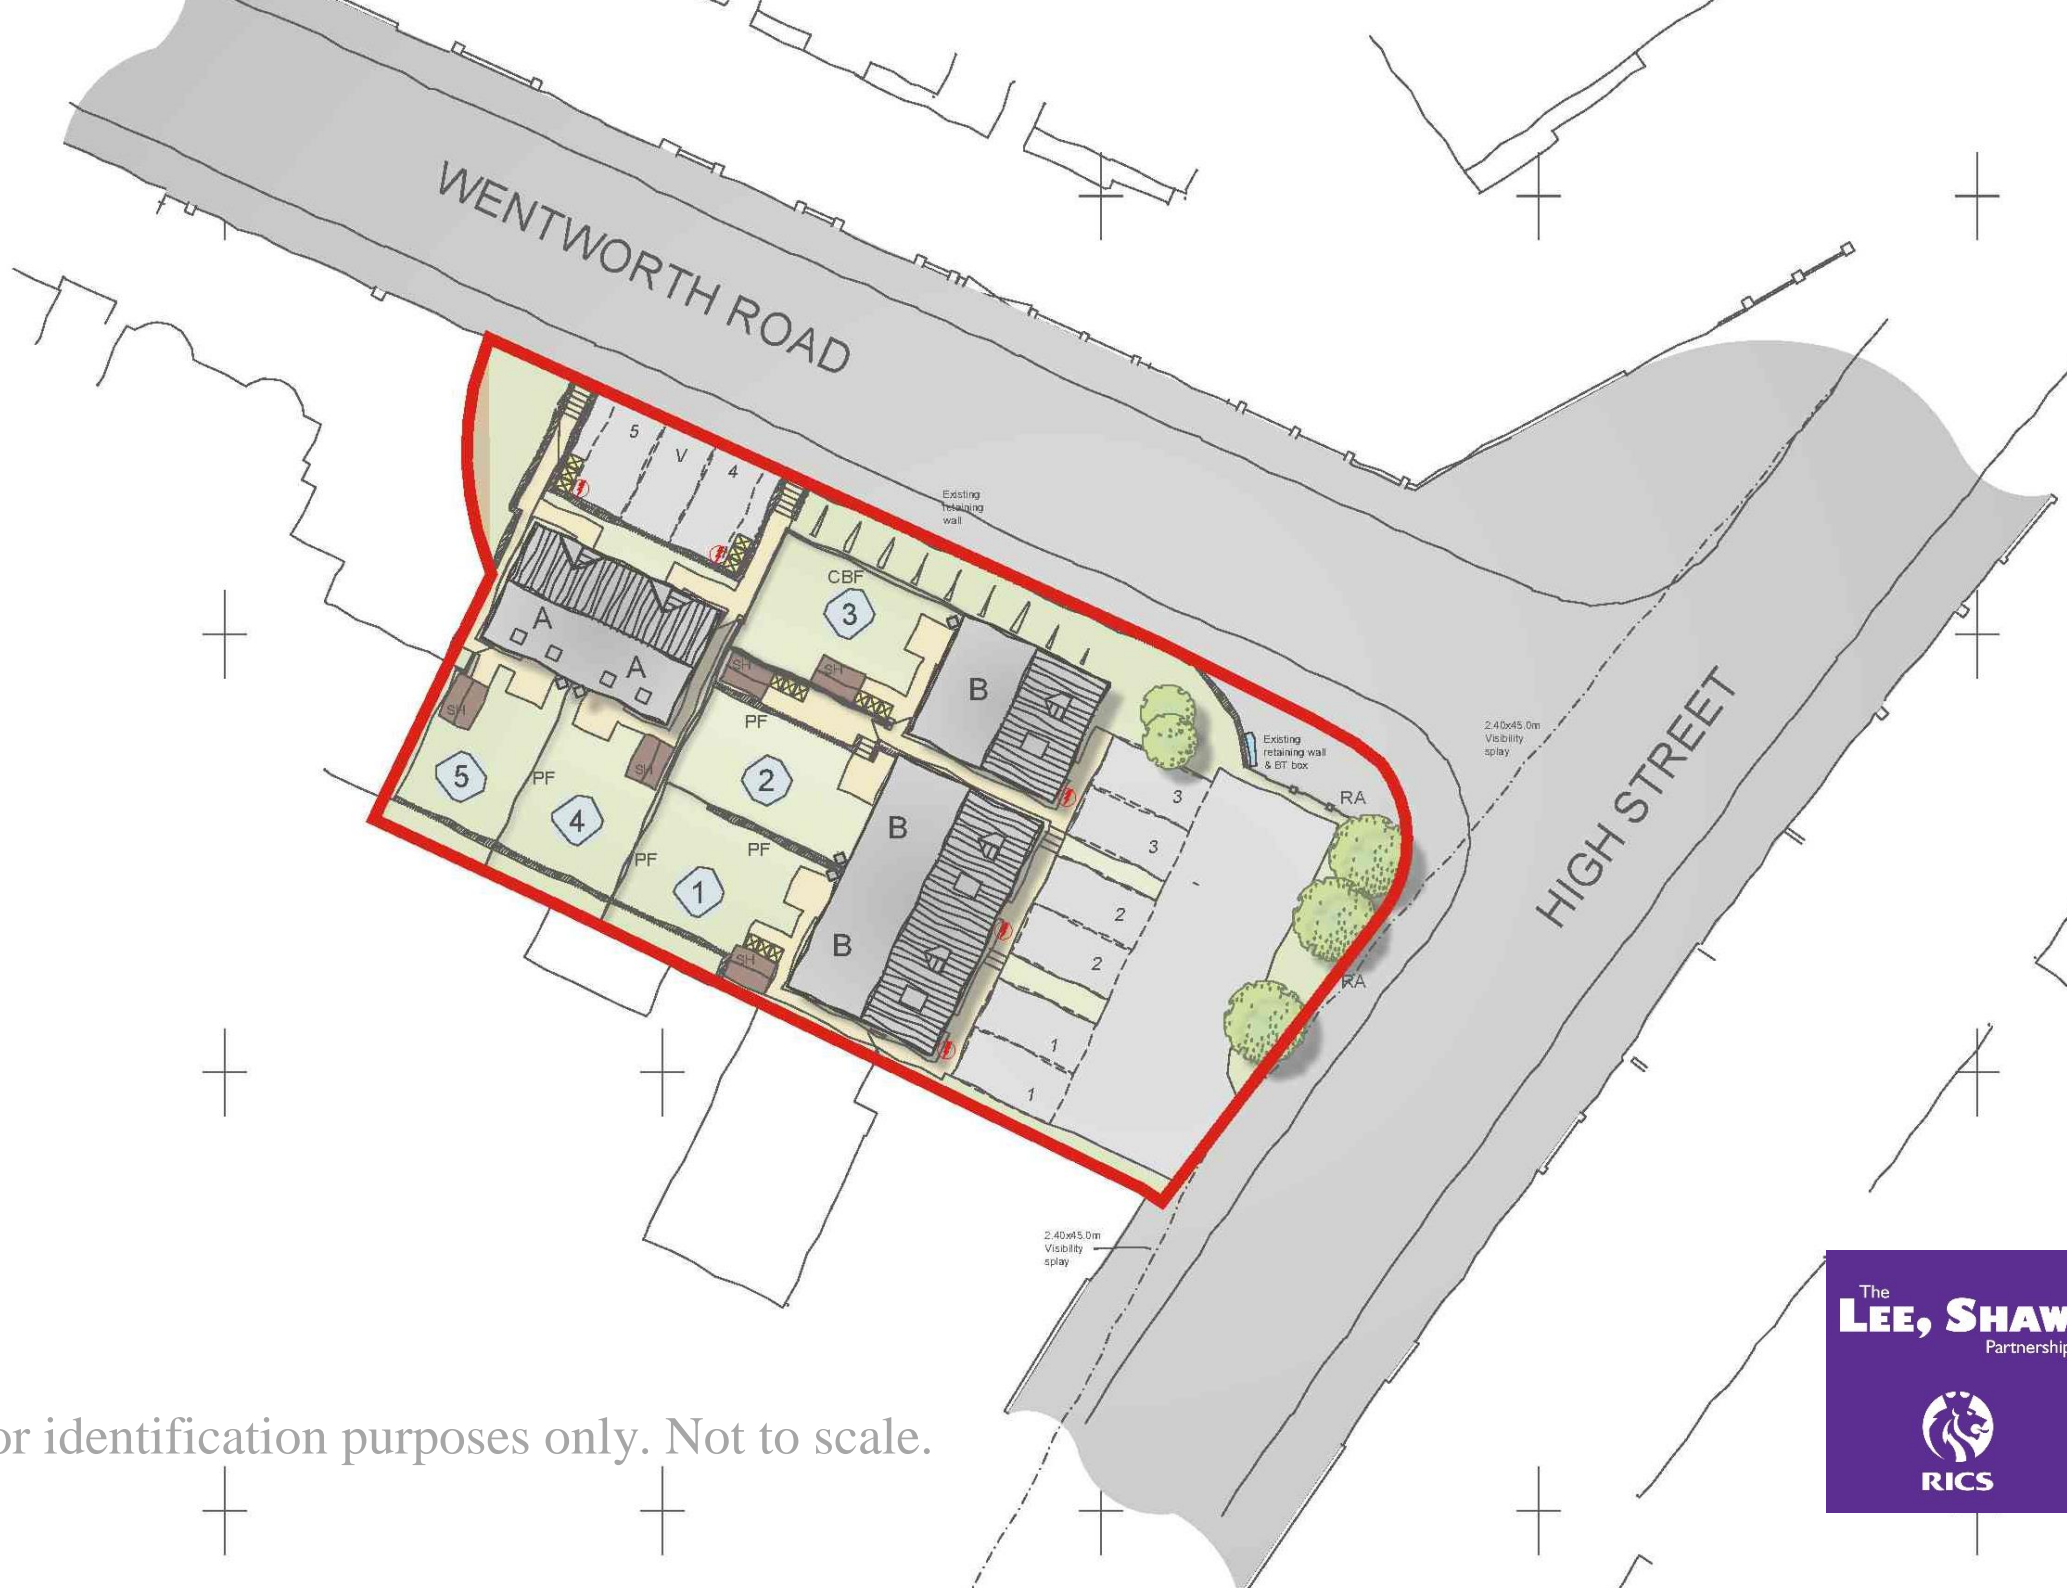 WENTWORTH ROAD
5
V
4
Existing
retaining
wall
CBF
3
A
A
B
SH
SH
SH
SH
PF
2
5
PF
4
B
PF
PF
1
B
SH
3
3
2
2
1
1
Existing
retaining wall
& BT box
RA
RA
2.40x45.0m
Visibility
splay
HIGH STREET
2.40x45.0m
Visibility
splay
or identification purposes only. Not to scale.
The
LEE, SHAW
Partnership
RICS